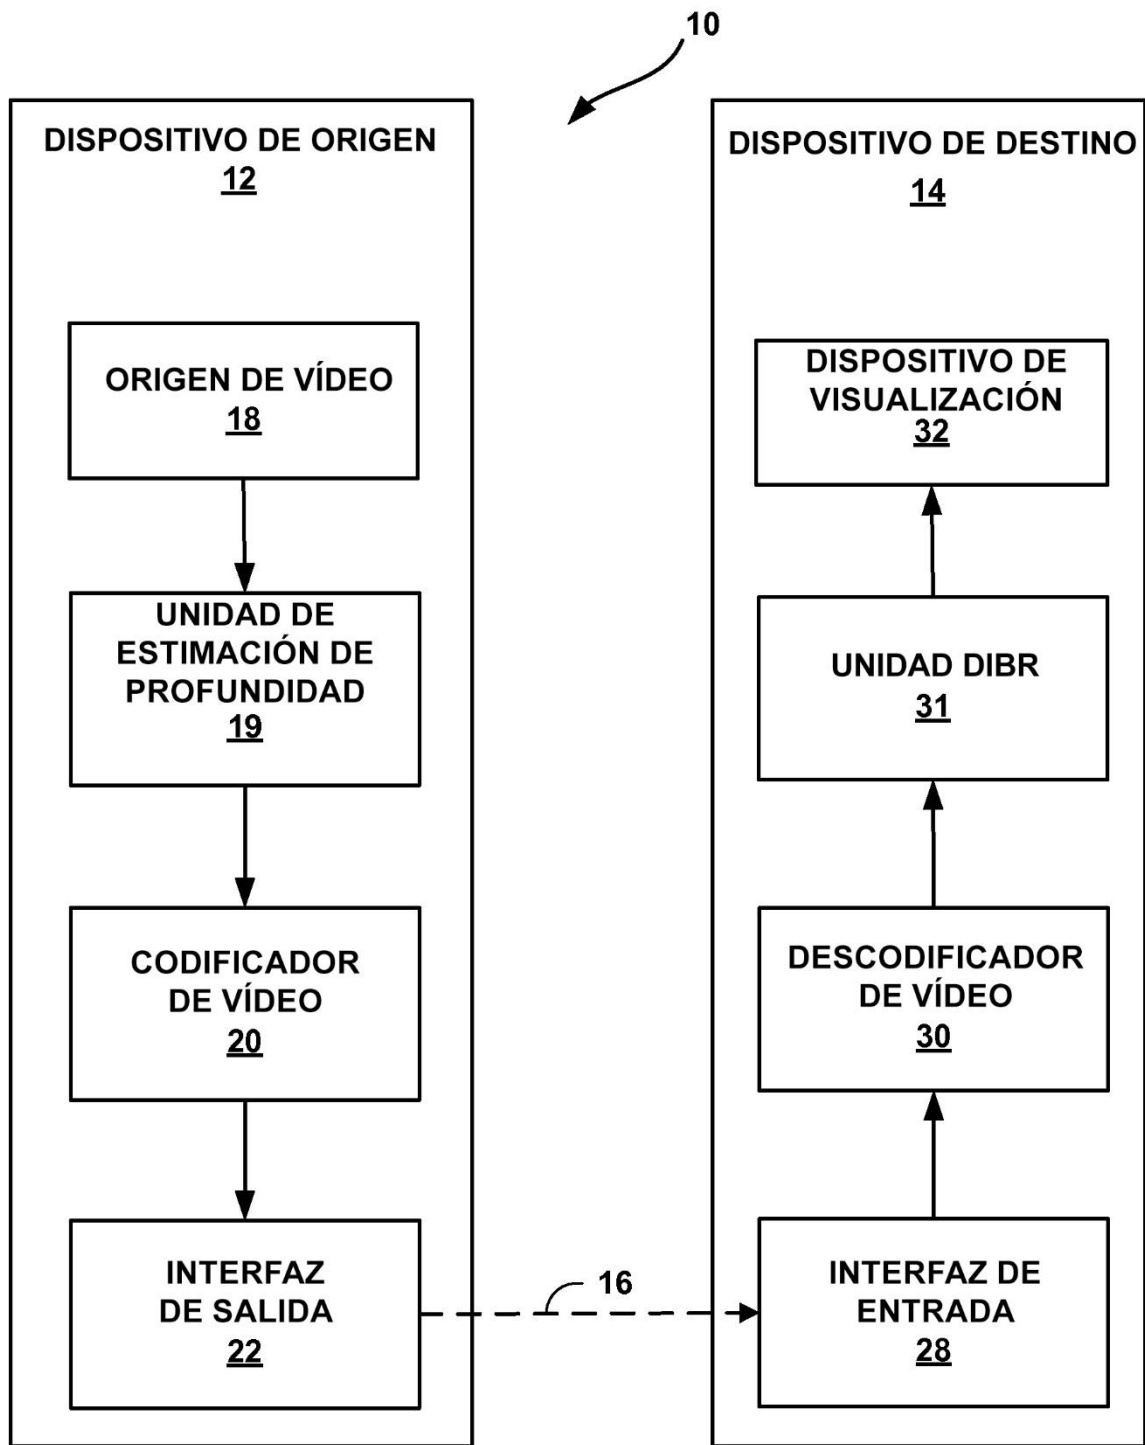 10
DISPOSITIVO DE ORIGEN
12
ORIGEN DE VÍDEO
18
UNIDAD DE
ESTIMACIÓN DE
PROFUNDIDAD
19
CODIFICADOR
DE VÍDEO
20
INTERFAZ
DE SALIDA
22
16
DISPOSITIVO DE DESTINO
14
DISPOSITIVO DE
VISUALIZACIÓN
32
UNIDAD DIBR
31
DESCODIFICADOR
DE VÍDEO
30
INTERFAZ DE
ENTRADA
28